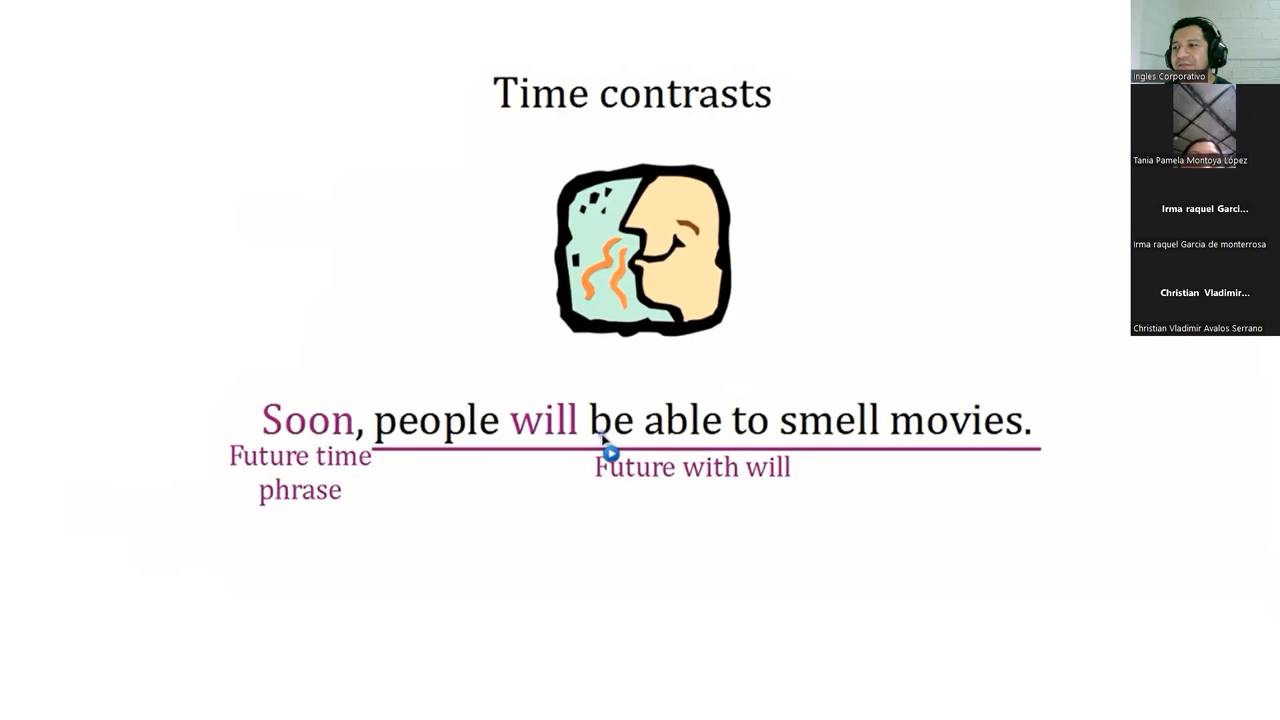 Time contrasts
Soon, people will be able to smell movies.
Future time
phrase
Future with will
Ingles Corporativo
Tania Pamela Montoya López
Irma raquel Garci...
Irma raquel Garcia de monterrosa
Christian Vladimir...
Christian Vladimir Avalos Serrano